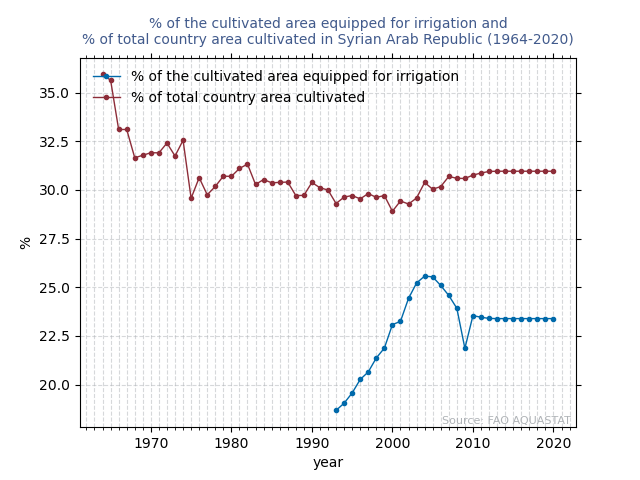 % of the cultivated area equipped for irrigation and
% of total country area cultivated in Syrian Arab Republic (1964-2020)
% of the cultivated area equipped for irrigation
% of total country area cultivated
35.0
32.5
30.0
27.5
25.0
22.5
20.0
%
Source: FAO AQUASTAT
1970 1980 1990 2000 2010 2020
year